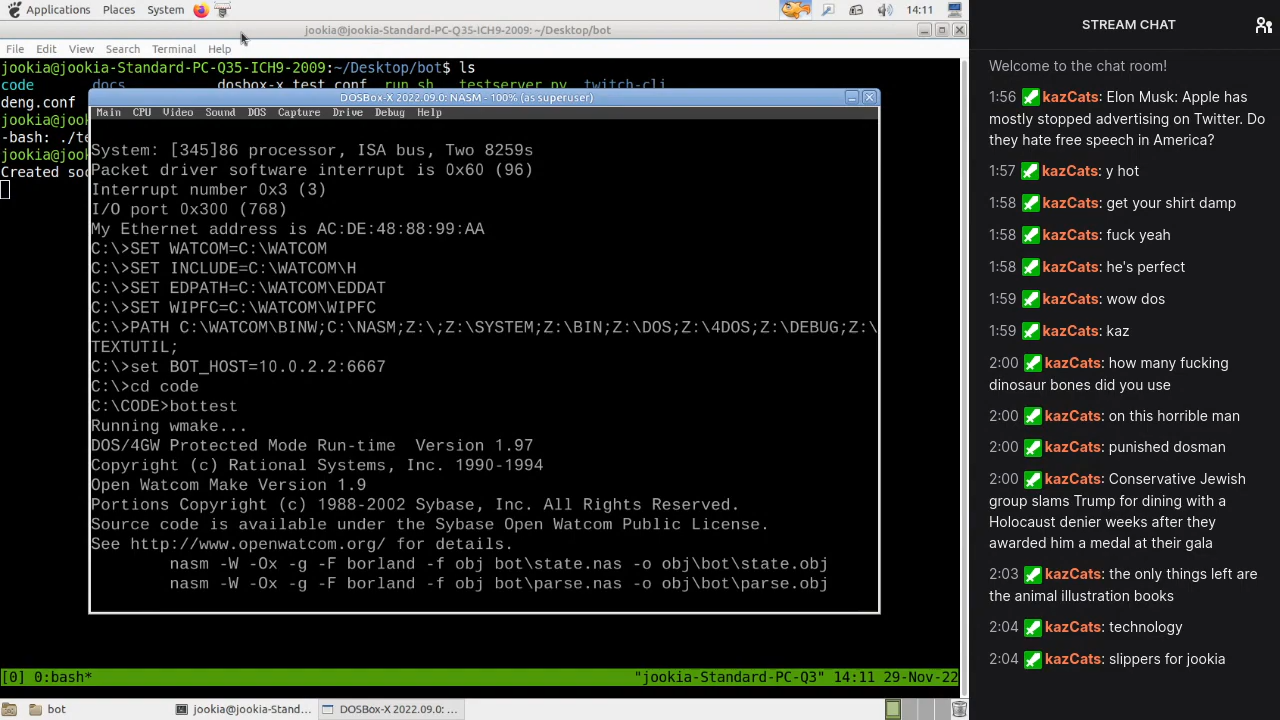 Applications Places System 14:11
jookia@jookia-Standard-PC-Q35-ICH9-2009: ~/Desktop/bot
File Edit View Search Terminal Help
jookia@jookia-Standard-PC-Q35-ICH9-2009:~/Desktop/bot$ ls
code docs dosbox-x_test.conf run.sh testserver.py twitch-cli
deng.conf
jookia@jook
-bash: ./te
jookia@jook
Created soc
DOSBox-X 2022.09.0: NASM - 100% (as superuser)
Main CPU Video Sound DOS Capture Drive Debug Help
System: [345]86 processor, ISA bus, Two 8259s
Packet driver software interrupt is 0x60 (96)
Interrupt number 0x3 (3)
I/O port 0x300 (768)
My Ethernet address is AC:DE:48:88:99:AA
C:\>SET WATCOM=C:\WATCOM
C:\>SET INCLUDE=C:\WATCOM\H
C:\>SET EDPATH=C:\WATCOM\EDDAT
C:\>SET WIPFC=C:\WATCOM\WIPFC
C:\>PATH C:\WATCOM\BINW;C:\NASM;Z:\;Z:\SYSTEM;Z:\BIN;Z:\DOS;Z:\4DOS;Z:\DEBUG;Z:\
TEXTUTIL;
C:\>set BOT_HOST=10.0.2.2:6667
C:\>cd code
C:\CODE>bottest
Running wmake...
DOS/4GW Protected Mode Run-time Version 1.97
Copyright (c) Rational Systems, Inc. 1990-1994
Open Watcom Make Version 1.9
Portions Copyright (c) 1988-2002 Sybase, Inc. All Rights Reserved.
Source code is available under the Sybase Open Watcom Public License.
See http://www.openwatcom.org/ for details.
nasm -W -Ox -g -F borland -f obj bot\state.nas -o obj\bot\state.obj
nasm -W -Ox -g -F borland -f obj bot\parse.nas -o obj\bot\parse.obj
[0] 0:bash* "jookia-Standard-PC-Q3" 14:11 29-Nov-22
bot jookia@jookia-Stand... DOSBox-X 2022.09.0: ...
STREAM CHAT
Welcome to the chat room!
1:56 kazCats: Elon Musk: Apple has
mostly stopped advertising on Twitter. Do
they hate free speech in America?
1:57 kazCats: y hot
1:58 kazCats: get your shirt damp
1:58 kazCats: fuck yeah
1:58 kazCats: he's perfect
1:59 kazCats: wow dos
1:59 kazCats: kaz
2:00 kazCats: how many fucking
dinosaur bones did you use
2:00 kazCats: on this horrible man
2:00 kazCats: punished dosman
2:00 kazCats: Conservative Jewish
group slams Trump for dining with a
Holocaust denier weeks after they
awarded him a medal at their gala
2:03 kazCats: the only things left are
the animal illustration books
2:04 kazCats: technology
2:04 kazCats: slippers for jookia